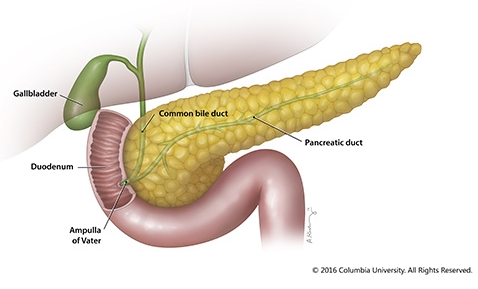 Gallbladder
Common bile duct
Pancreatic duct
Duodenum
Ampulla
of Vater
© 2016 Columbia University. All Rights Reserved.